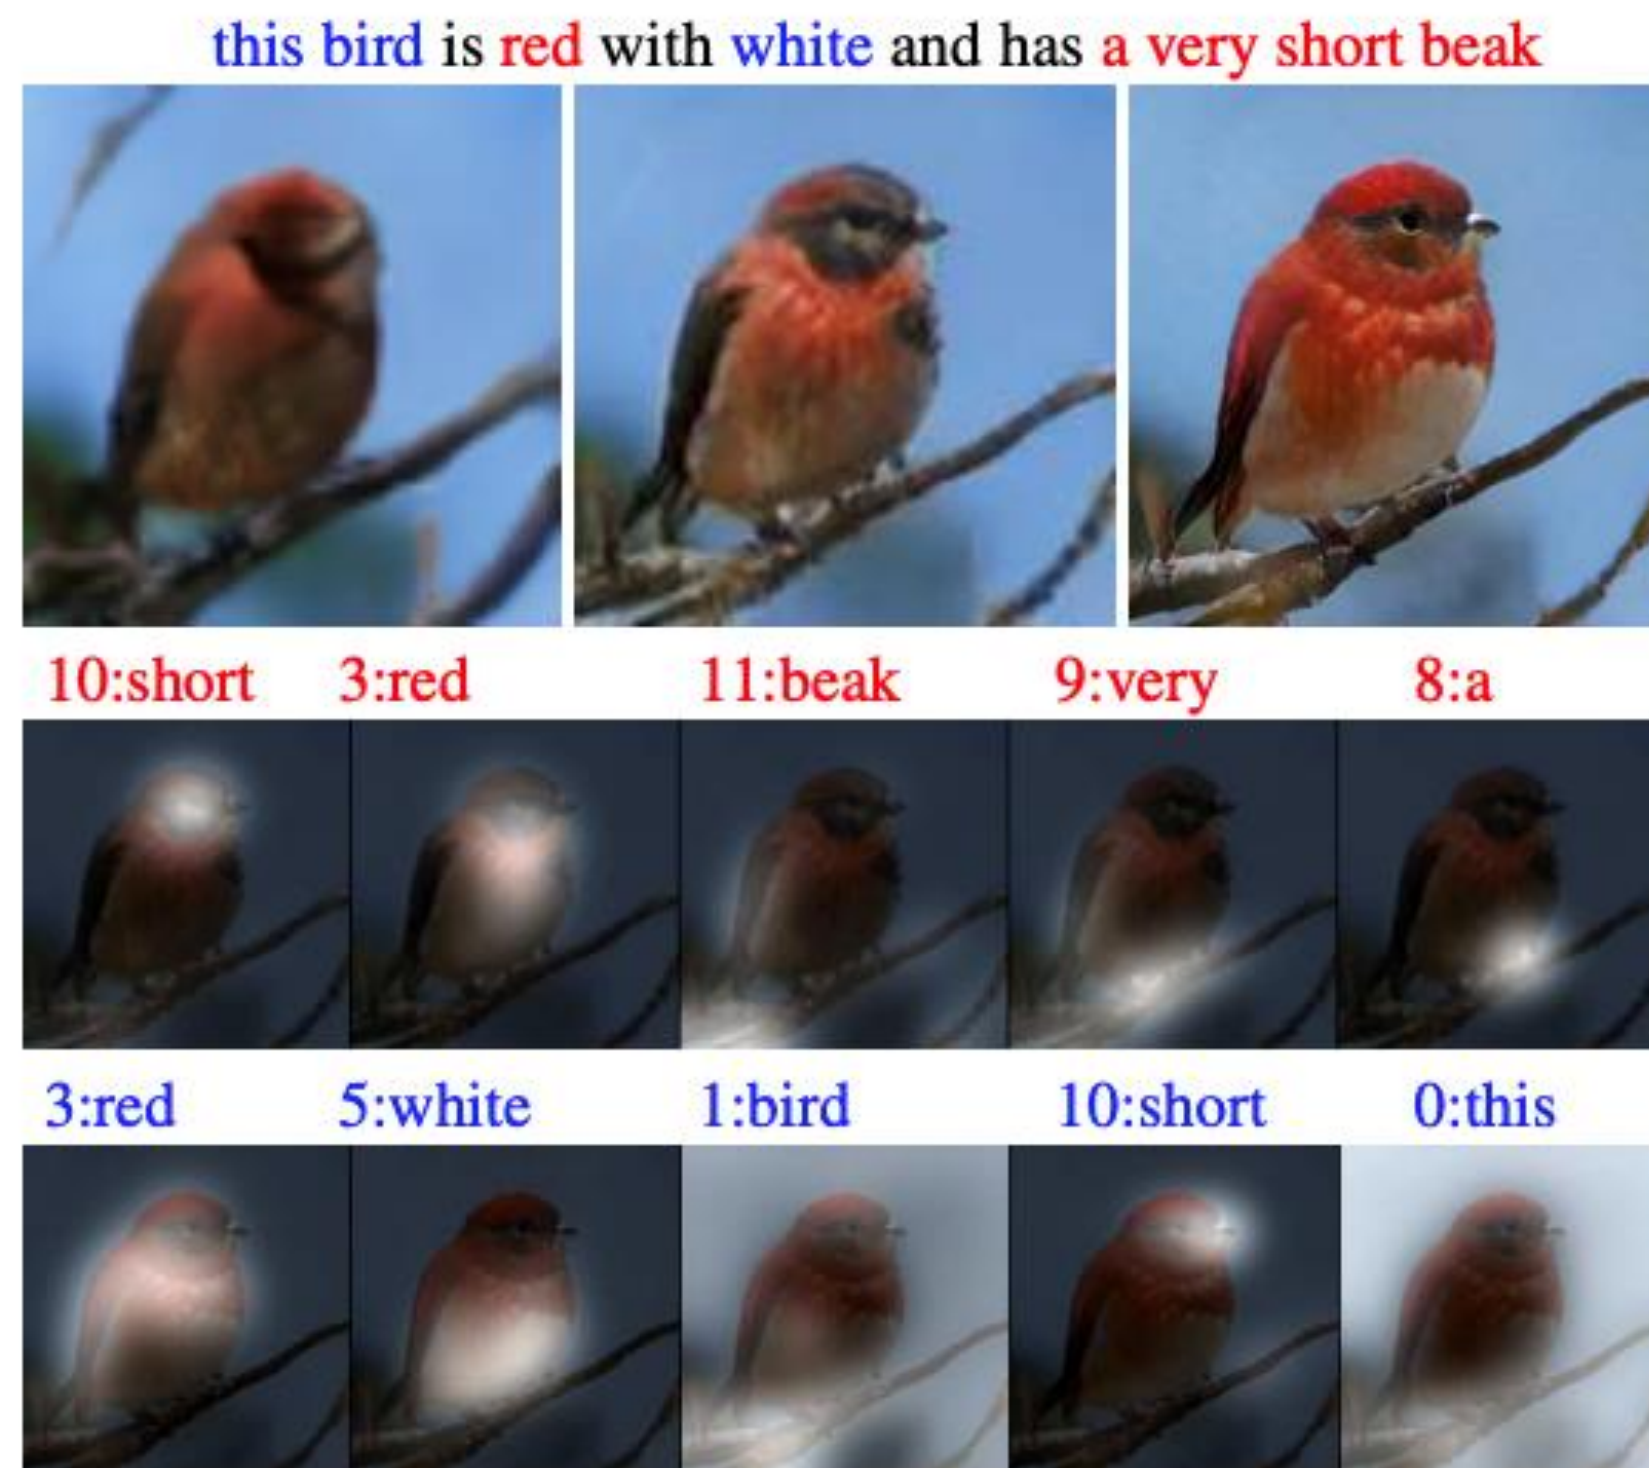 this bird is red with white and has a very short beak
10:short 3:red 11:beak 9:very 8:a
3:red 5:white 1:bird 10:short 0:this